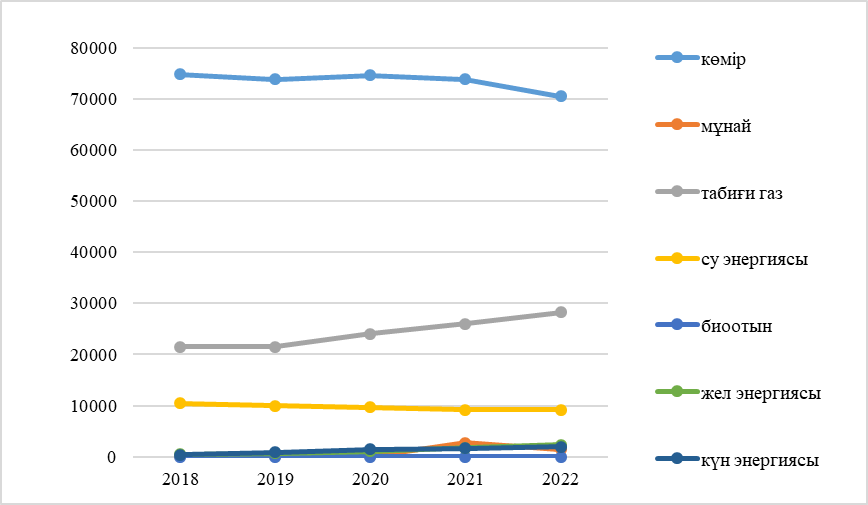 80000
70000
60000
50000
40000
30000
20000
10000
0
2018 2019 2020 2021 2022
көмір
мұнай
табиғи газ
су энергиясы
биоотын
жел энергиясы
күн энергиясы